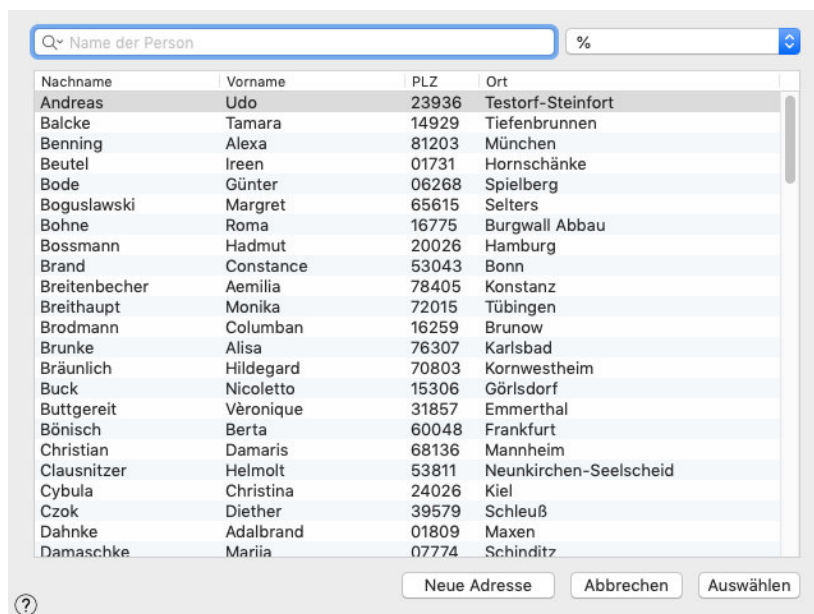 Name der Person %
Nachname Vorname PLZ Ort
Andreas Udo 23936 Testorf-Steinfort
Balcke Tamara 14929 Tiefenbrunnen
Benning Alexa 81203 München
Beutel Ireen 01731 Hornschänke
Bode Günter 06268 Spielberg
Boguslawski Margret 65615 Selters
Bohne Roma 16775 Burgwall Abbau
Bossmann Hadmut 20026 Hamburg
Brand Constance 53043 Bonn
Breitenbecher Aemilia 78405 Konstanz
Breithaupt Monika 72015 Tübingen
Brodmann Columban 16259 Brunow
Brunke Alisa 76307 Karlsbad
Bräunlich Hildegard 70803 Kornwestheim
Buck Nicoletto 15306 Görlsdorf
Buttgereit Vèronique 31857 Emmerthal
Bönisch Berta 60048 Frankfurt
Christian Damaris 68136 Mannheim
Clausnitzer Helmolt 53811 Neunkirchen-Seelscheid
Cybula Christina 24026 Kiel
Czok Diether 39579 Schleuß
Dahnke Adalbrand 01809 Maxen
Damaschke Mariia 07774 Schinditz
Neue Adresse Abbrechen Auswählen
?